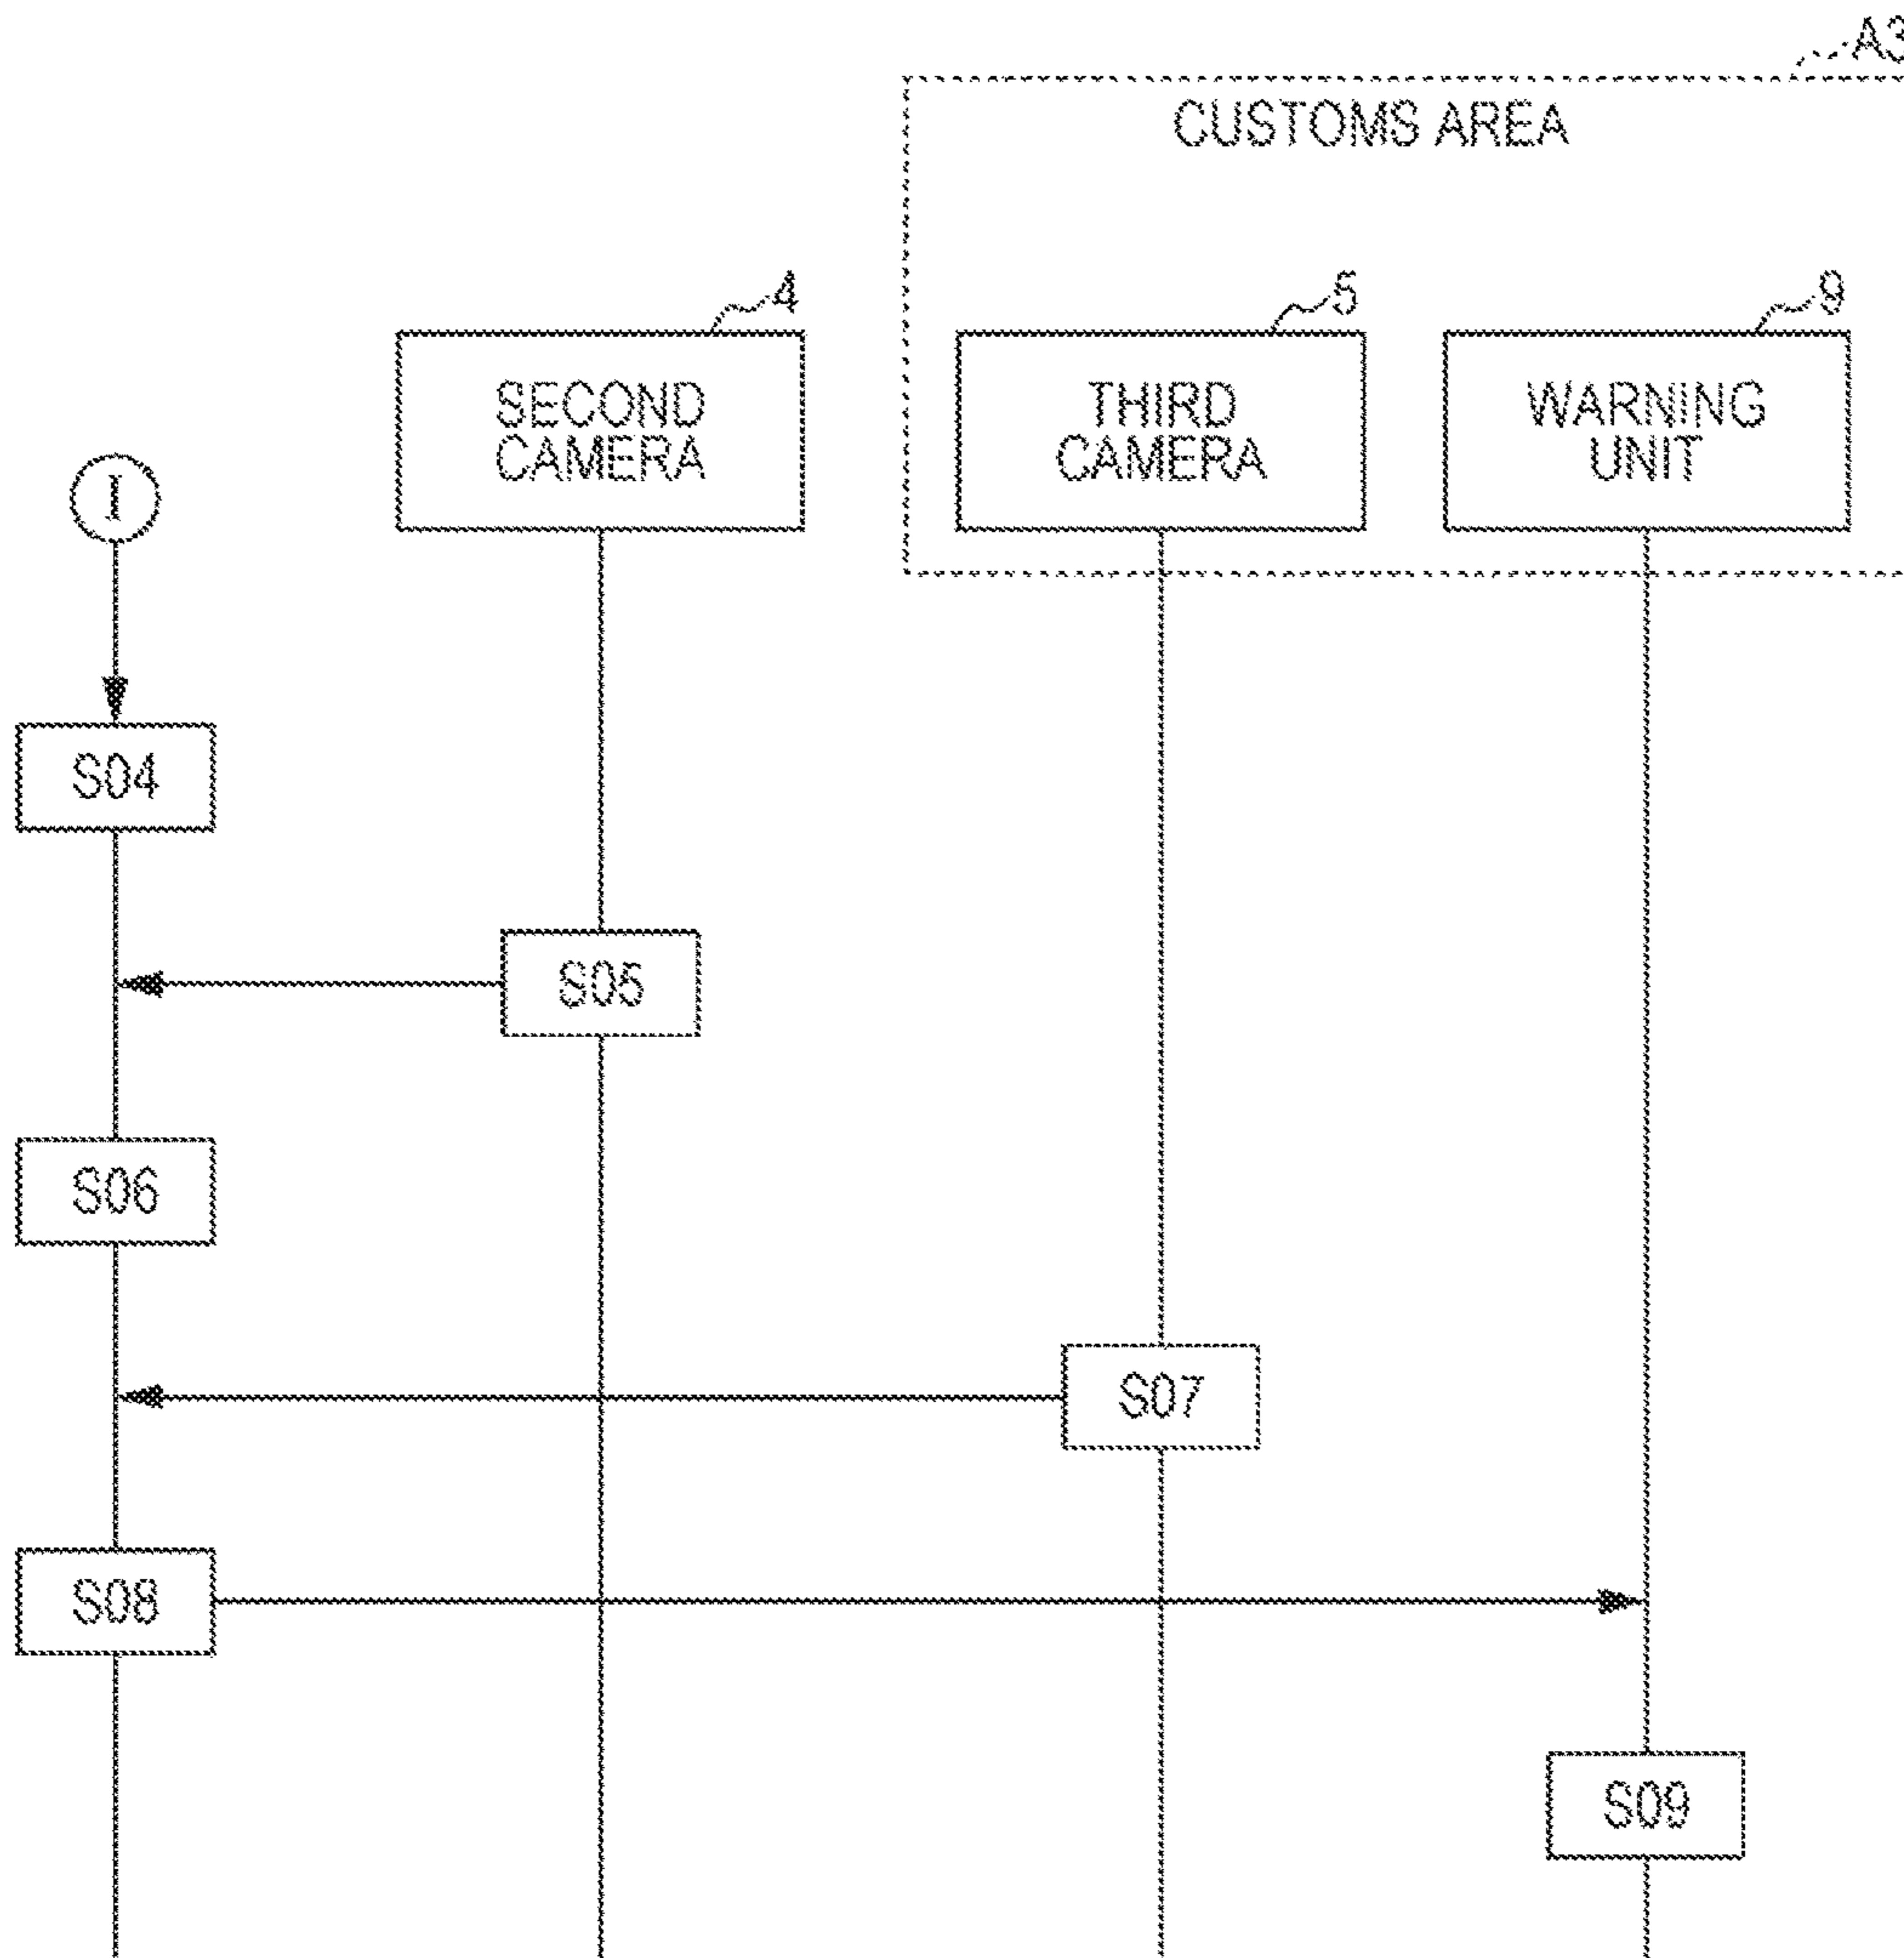 A3
CUSTOMS AREA
4
5
9
SECOND
CAMERA
THIRD
CAMERA
WARNING
UNIT
I
S04
S05
S06
S07
S08
S09